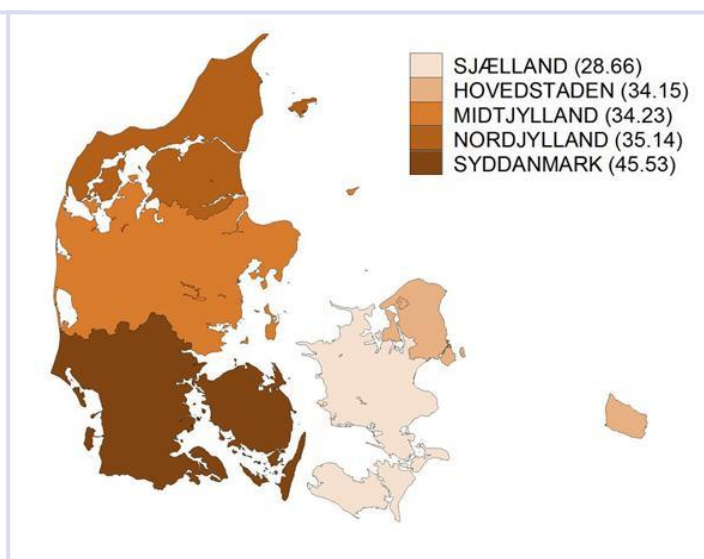 SJÆLLAND (28.66)
HOVEDSTADEN (34.15)
MIDTJYLLAND (34.23)
NORDJYLLAND (35.14)
SYDDANMARK (45.53)